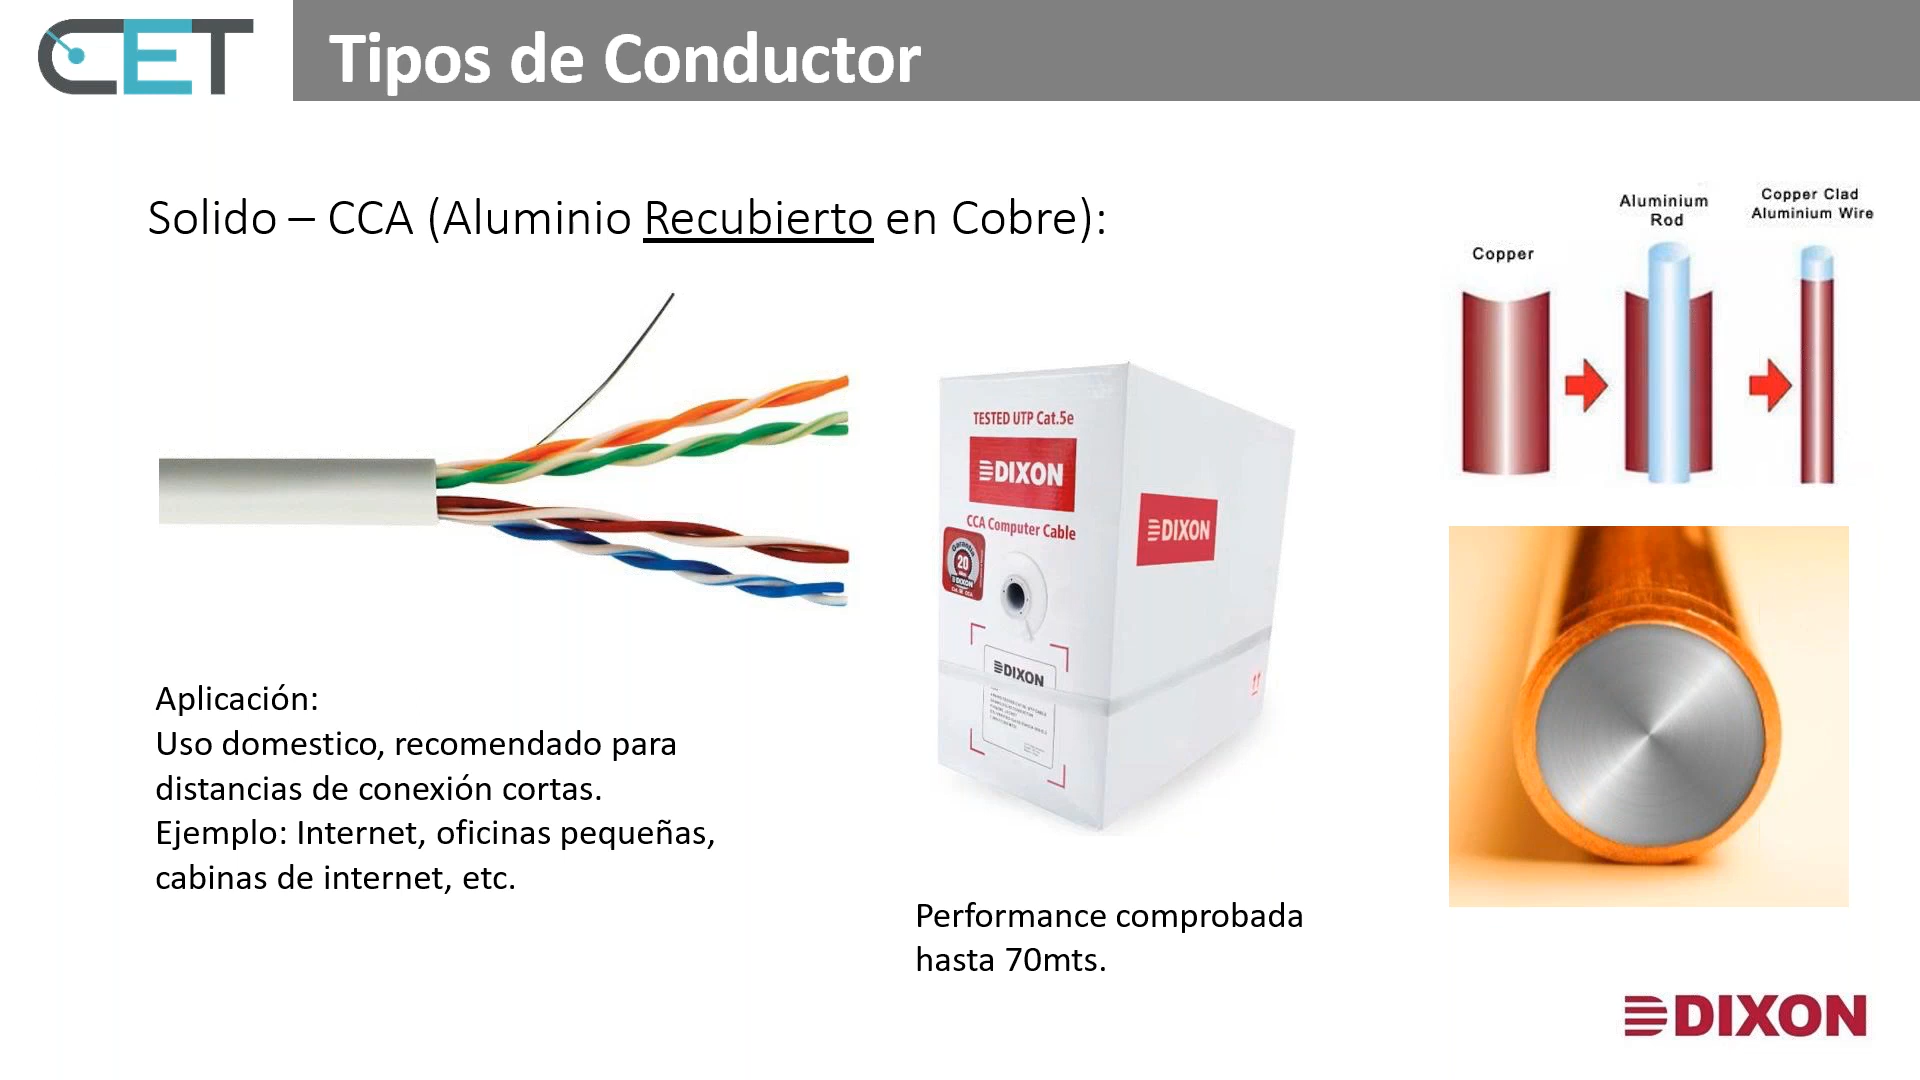 CET
Tipos de Conductor
Solido – CCA (Aluminio Recubierto en Cobre):
Copper
Aluminium
Rod
Copper Clad
Aluminium Wire
TESTED UTP Cat.5e
DIXON
CCA Computer Cable
DIXON
Garantía
20
DIXON
DIXON
Aplicación:
Uso domestico, recomendado para
distancias de conexión cortas.
Ejemplo: Internet, oficinas pequeñas,
cabinas de internet, etc.
Performance comprobada
hasta 70mts.
DIXON